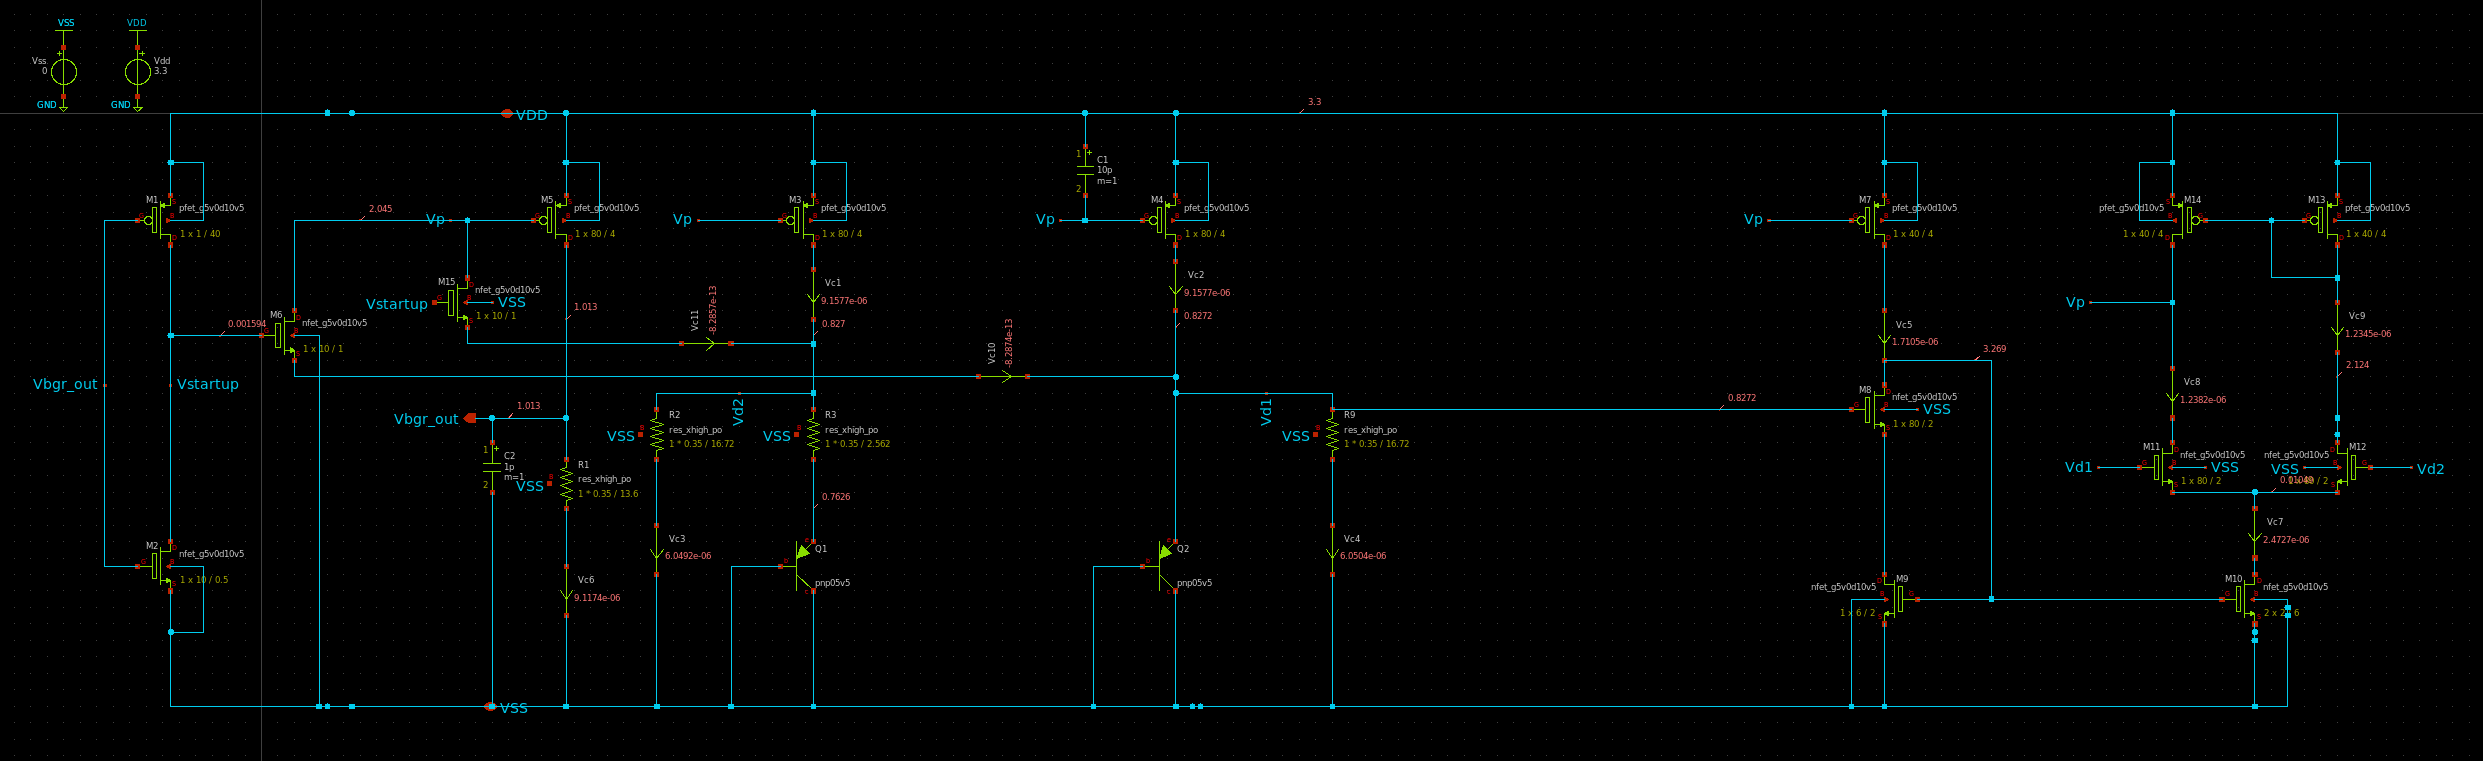 VSS
VDD
Vss
0
Vdd
3.3
GND
GND
VDD
3.3
M1
pfet_g5v0d10v5
1 x 1 / 40
2.045
Vp
M5
pfet_g5v0d10v5
1 x 80 / 4
Vp
M3
pfet_g5v0d10v5
1 x 80 / 4
1
C1
10p
m=1
2
Vp
M4
pfet_g5v0d10v5
1 x 80 / 4
Vp
M7
pfet_g5v0d10v5
1 x 40 / 4
pfet_g5v0d10v5
M14
1 x 40 / 4
M13
pfet_g5v0d10v5
1 x 40 / 4
M15
nfet_g5v0d10v5
Vstartup
VSS
1 x 10 / 1
M6
0.001594
nfet_g5v0d10v5
1 x 10 / 1
1.013
Vc11
-8.2857e-13
Vc1
9.1577e-06
0.827
Vc2
9.1577e-06
0.8272
Vc10
-8.2874e-13
Vc5
1.7105e-06
3.269
Vp
Vc9
1.2345e-06
2.124
Vbgr_out
Vstartup
Vbgr_out
1.013
1
C2
1p
m=1
2
VSS
R1
res_xhigh_po
1 * 0.35 / 13.6
VSS
R2
res_xhigh_po
1 * 0.35 / 16.72
Vd2
VSS
R3
res_xhigh_po
1 * 0.35 / 2.562
Vd1
VSS
R9
res_xhigh_po
1 * 0.35 / 16.72
0.8272
M8
nfet_g5v0d10v5
VSS
1 x 80 / 2
Vc8
1.2382e-06
Vd1
M11
nfet_g5v0d10v5
VSS
1 x 80 / 2
nfet_g5v0d10v5
M12
VSS
Vd2
0.7626
M2
nfet_g5v0d10v5
1 x 10 / 0.5
Vc6
9.1174e-06
Vc3
6.0492e-06
Q1
pnp05v5
Q2
pnp05v5
Vc4
6.0504e-06
Vc7
2.4727e-06
nfet_g5v0d10v5
M9
1 x 6 / 2
M10
nfet_g5v0d10v5
VSS